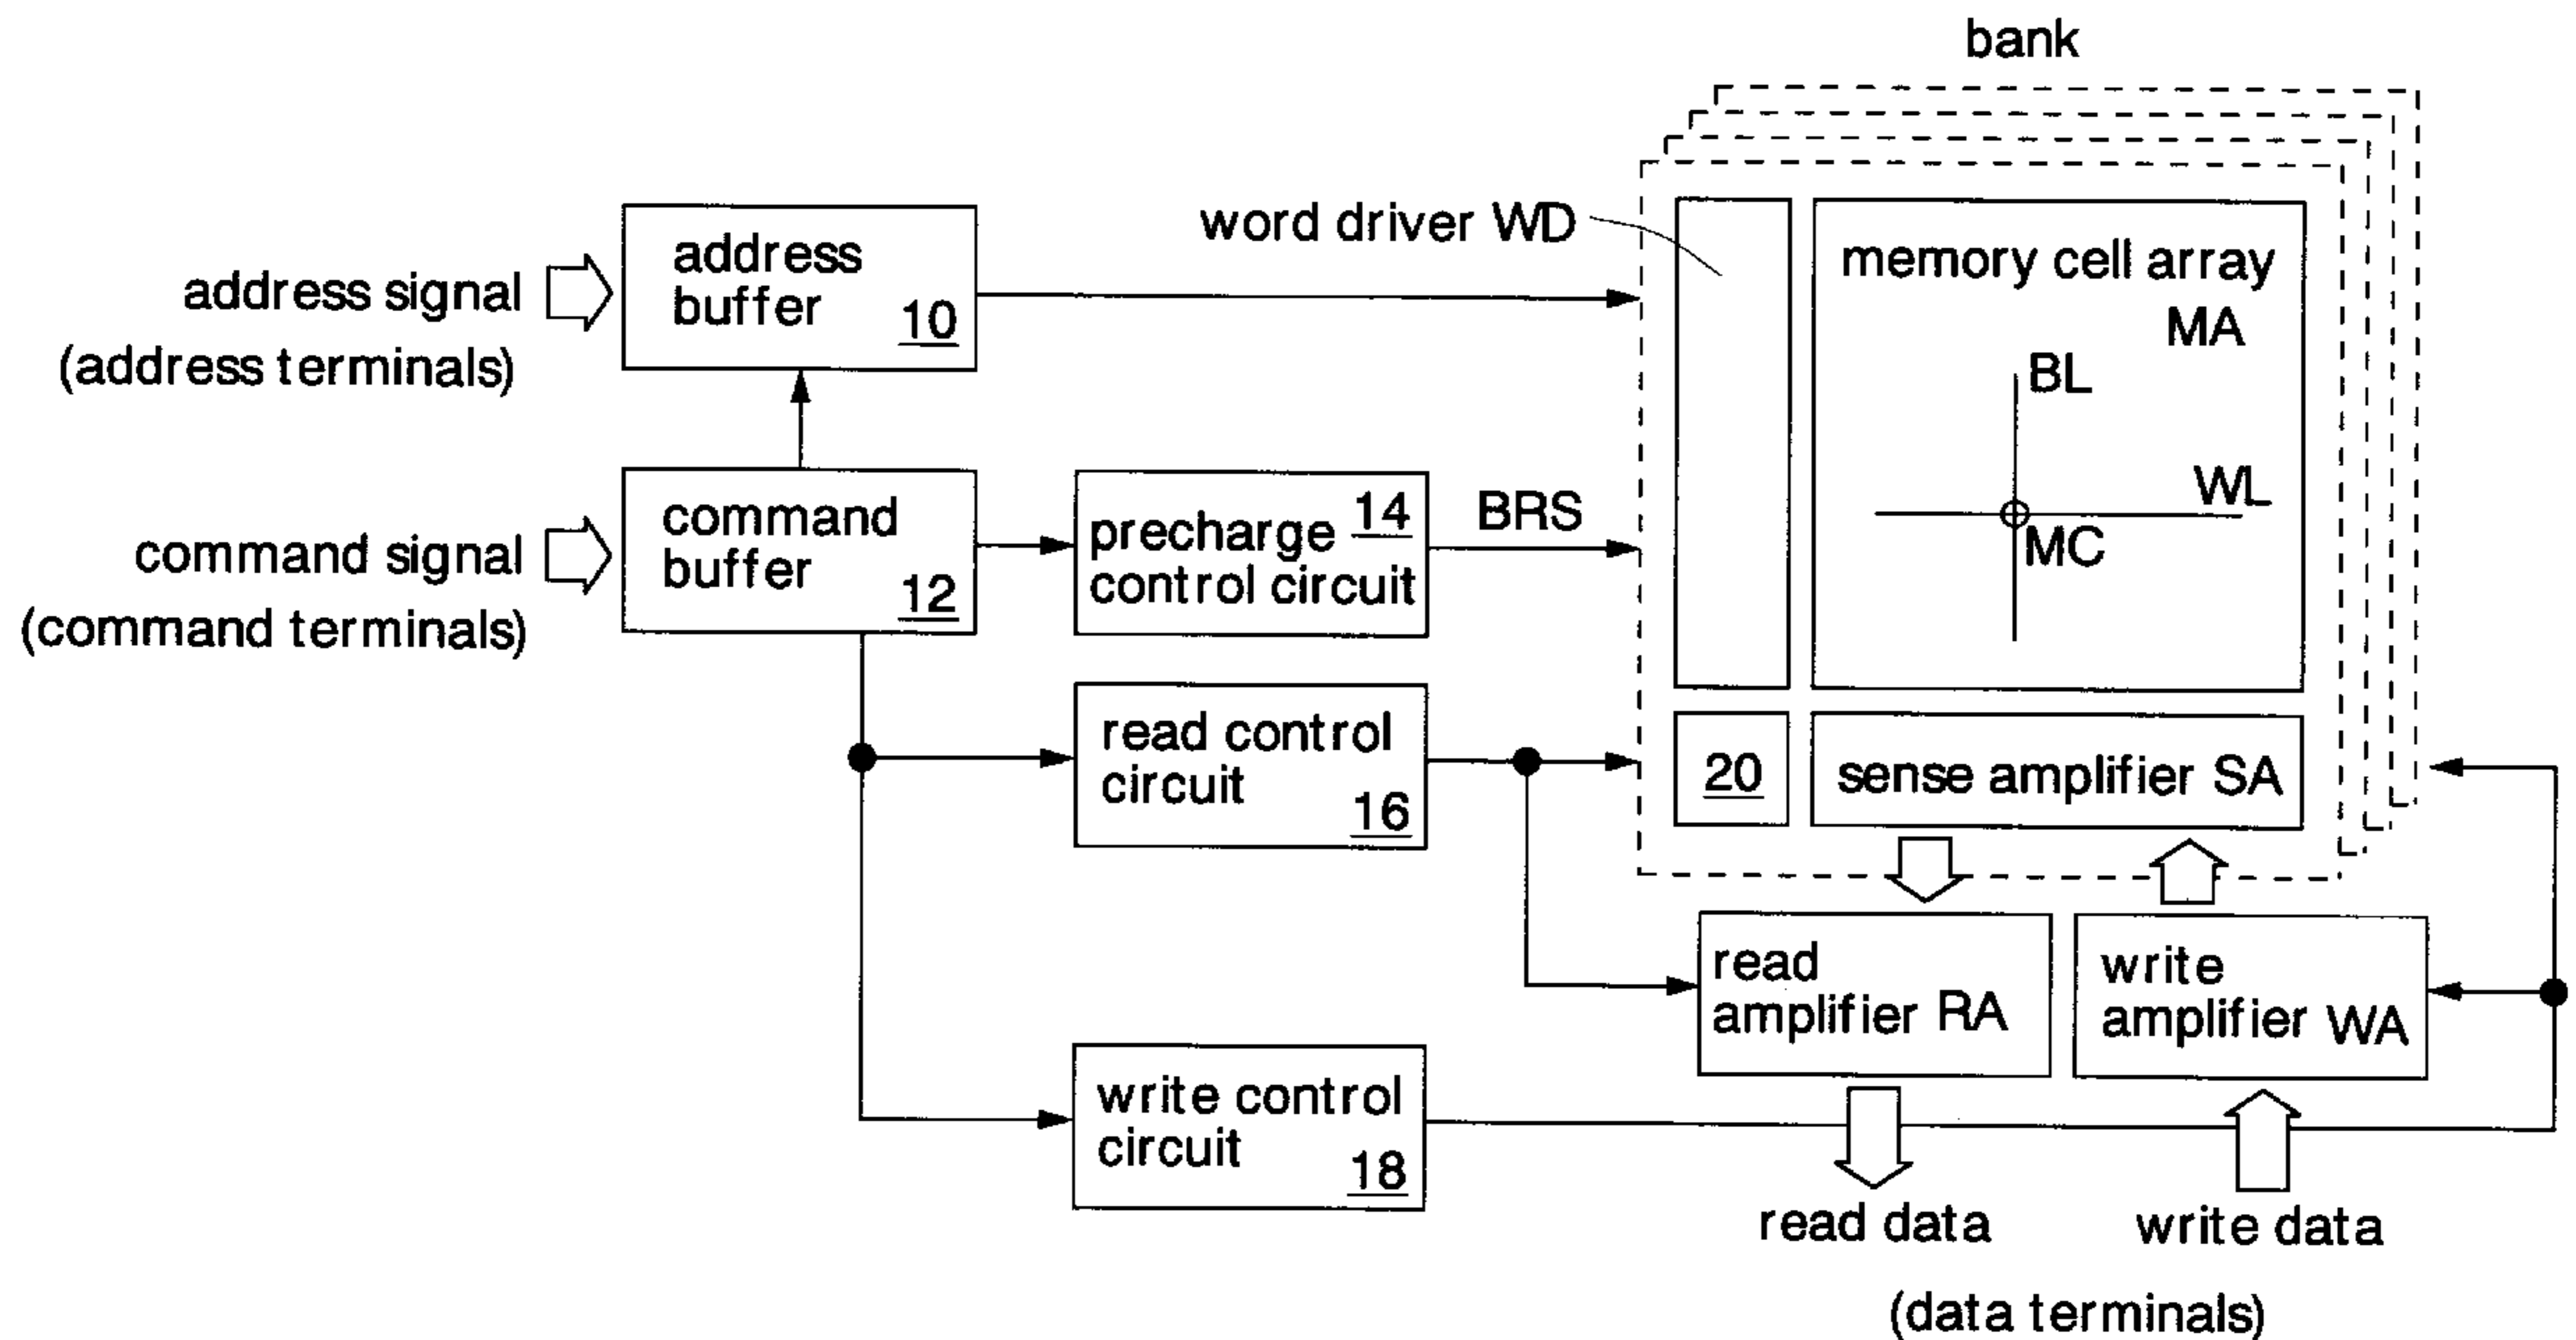 bank
word driver WD
address
buffer
10
address signal
(address terminals)
memory cell array
MA
BL
WL
MC
command
buffer
12
command signal
(command terminals)
precharge 14
control circuit
BRS
read control
circuit
16
20
sense amplifier SA
read
amplifier RA
write
amplifier WA
write control
circuit
18
read data
write data
(data terminals)